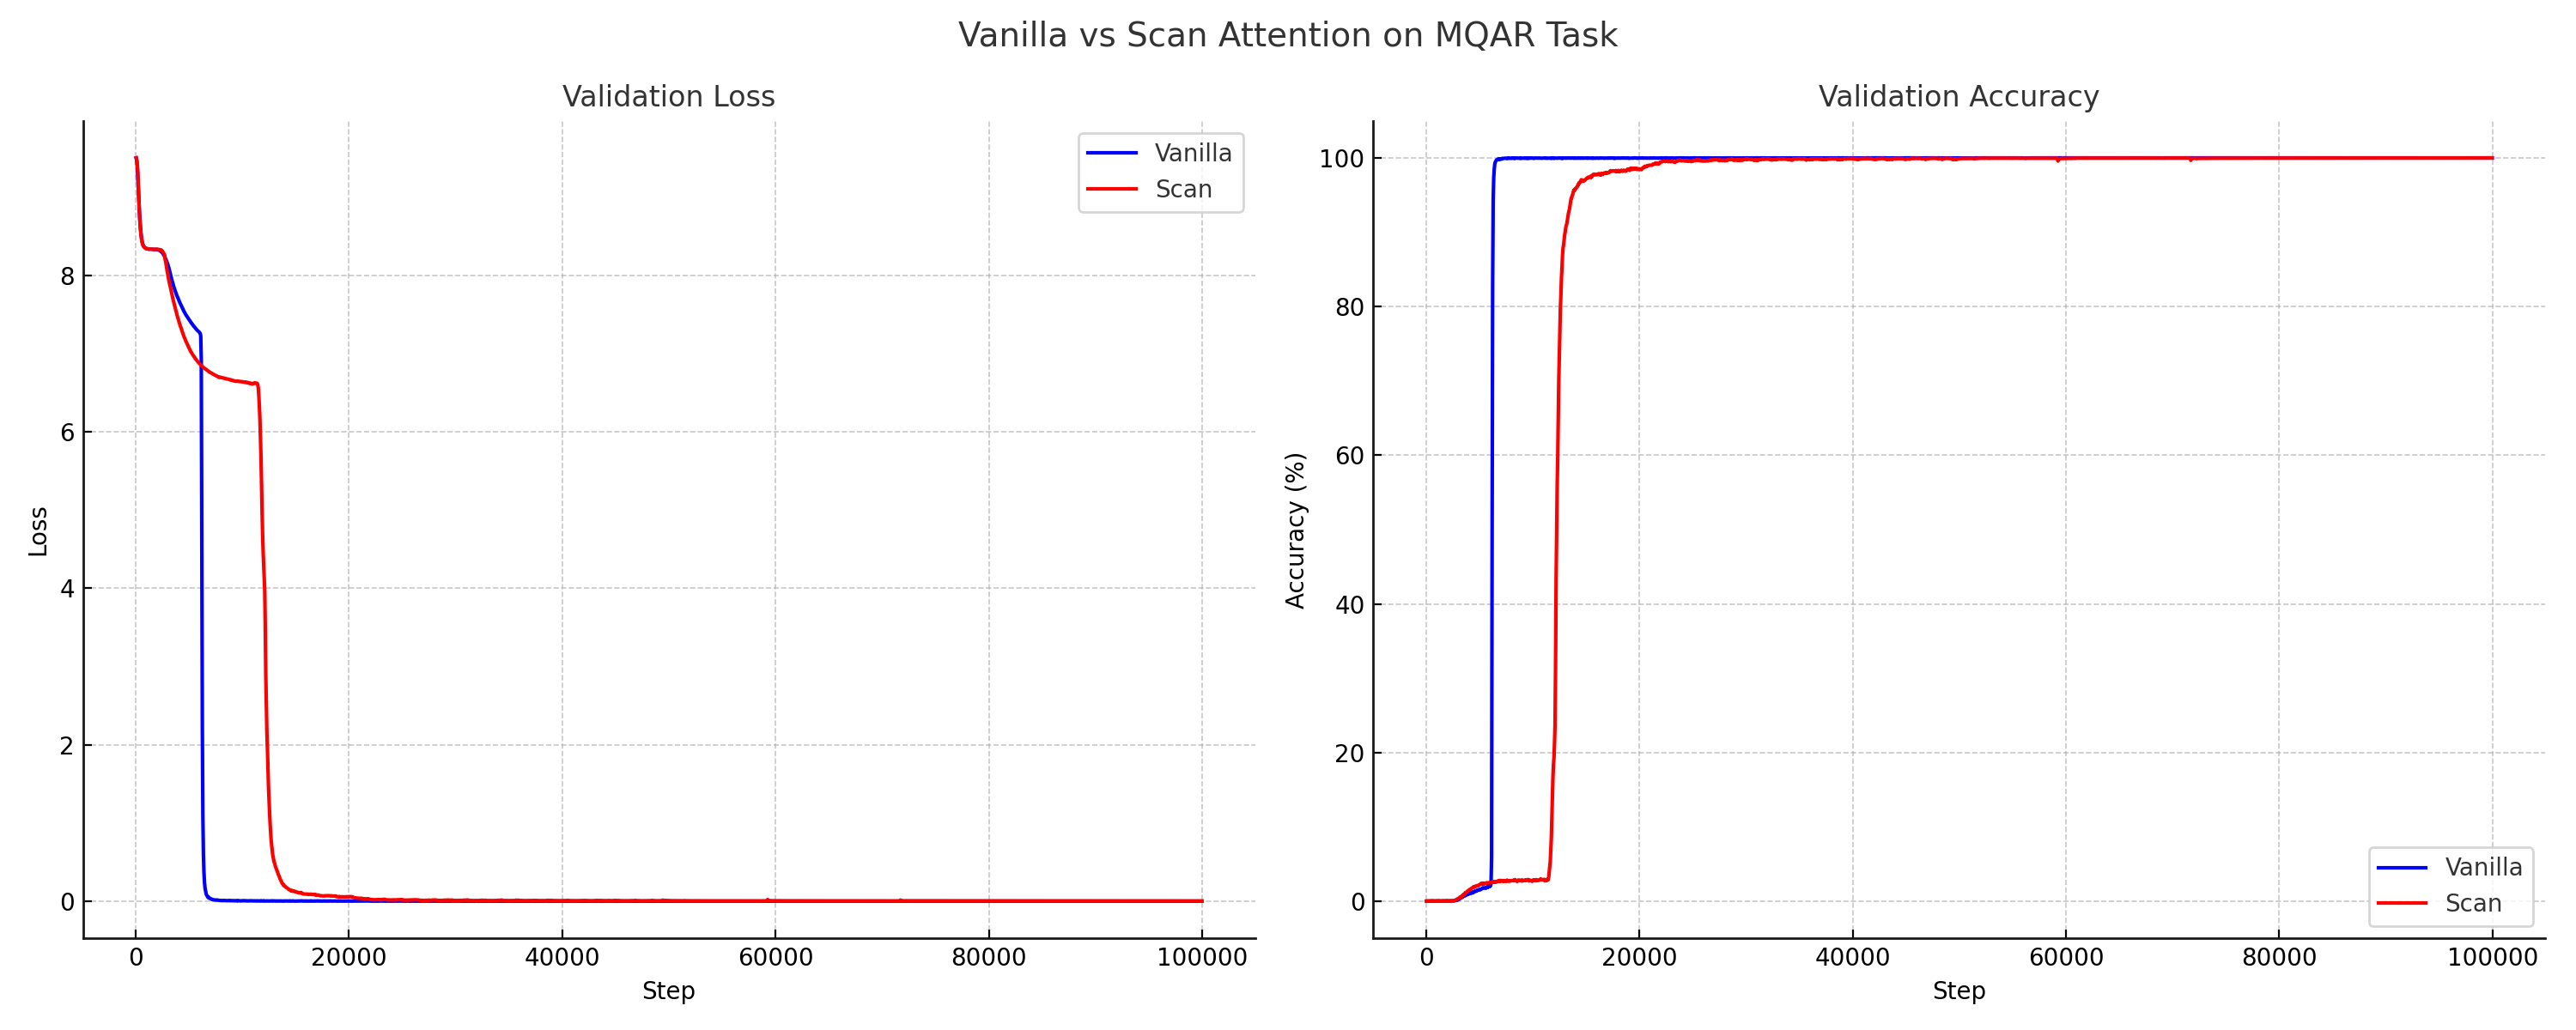 Vanilla vs Scan Attention on MQAR Task
Validation Loss
Vanilla
Scan
8
6
4
2
0
Loss
0 20000 40000 60000 80000 100000
Step
Validation Accuracy
100
80
60
40
20
0
Accuracy (%)
Vanilla
Scan
0 20000 40000 60000 80000 100000
Step